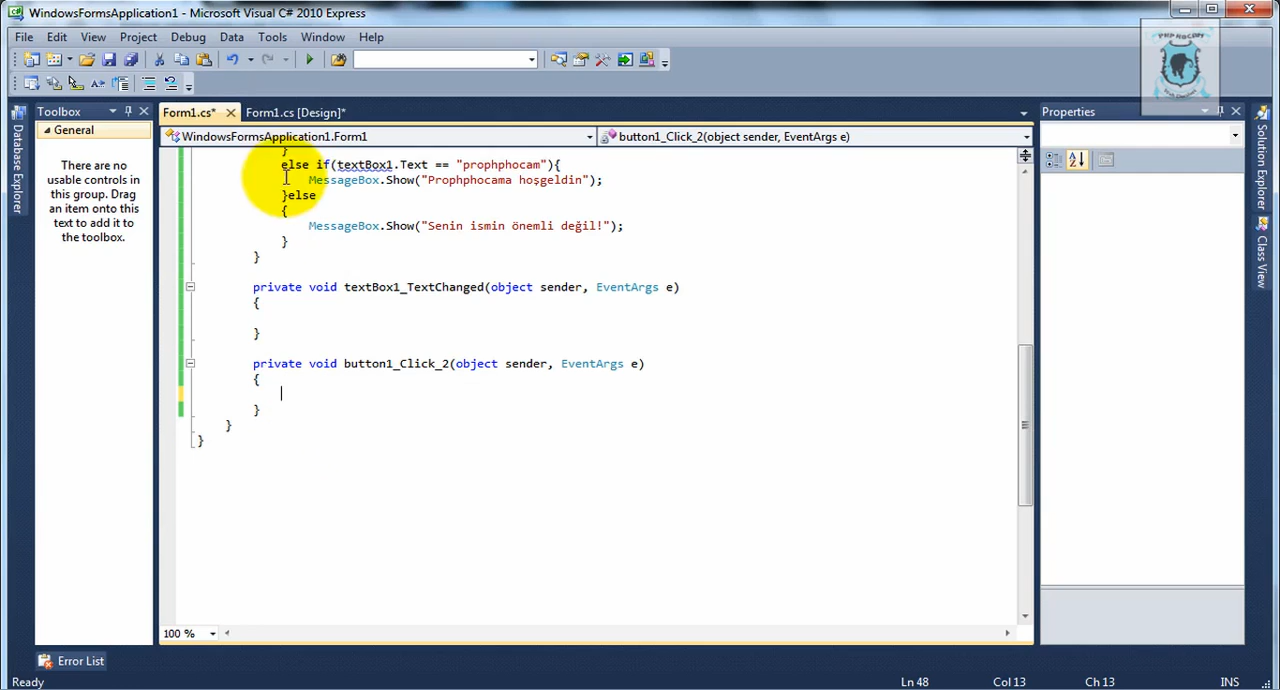 WindowsFormsApplication1 - Microsoft Visual C# 2010 Express
File Edit View Project Debug Data Tools Window Help
Toolbox
Form1.cs* Form1.cs [Design]*
Properties
General
WindowsFormsApplication1.Form1
button1_Click_2(object sender, EventArgs e)
There are no
usable controls in
this group. Drag
an item onto this
text to add it to
the toolbox.
}
else if(textBox1.Text == "prophphocam"){
MessageBox.Show("Prophphocama hoşgeldin");
}else
{
MessageBox.Show("Senin ismin önemli değil!");
}
}
private void textBox1_TextChanged(object sender, EventArgs e)
{
}
private void button1_Click_2(object sender, EventArgs e)
{
}
}
}
Database Explorer
Solution Explorer
Class View
100 %
Error List
Ready
Ln 48
Col 13
Ch 13
INS